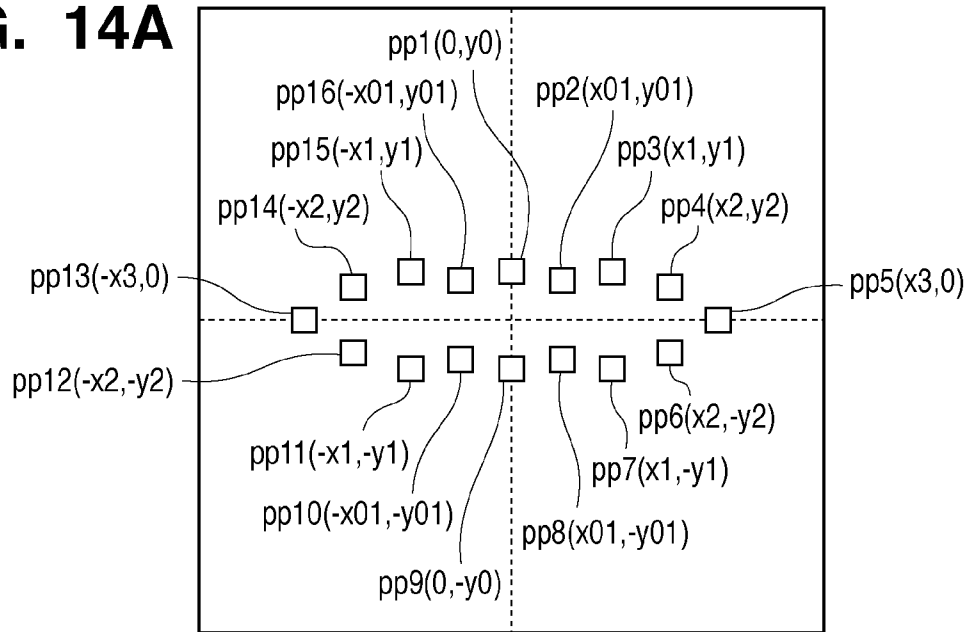 G. 14A
pp1(0,y0)
pp16(-x01,y01)
pp2(x01,y01)
pp15(-x1,y1)
pp3(x1,y1)
pp14(-x2,y2)
pp4(x2,y2)
pp13(-x3,0)
pp5(x3,0)
pp12(-x2,-y2)
pp6(x2,-y2)
pp11(-x1,-y1)
pp7(x1,-y1)
pp10(-x01,-y01)
pp8(x01,-y01)
pp9(0,-y0)